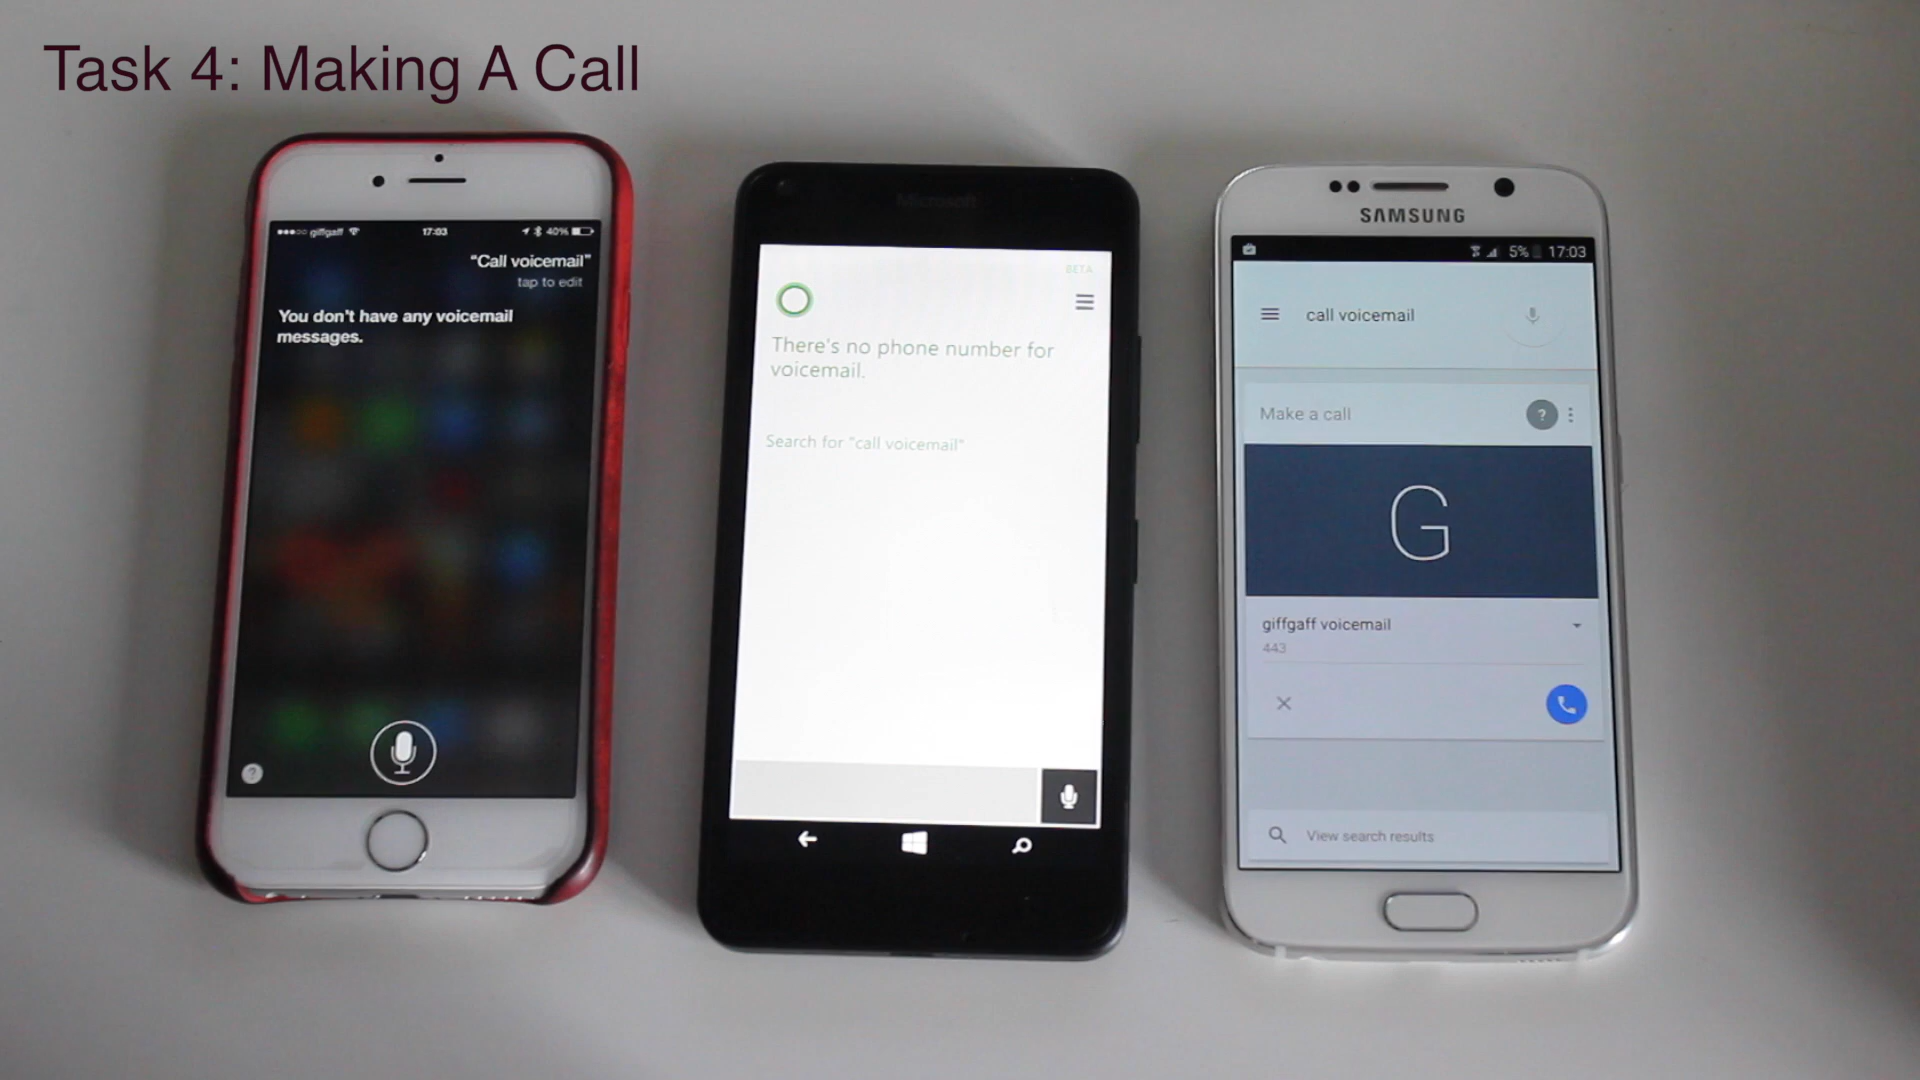 Task 4: Making A Call
giffgaff
17:03
40%
"Call voicemail"
tap to edit
You don't have any voicemail
messages.
?
Microsoft
BETA
There's no phone number for
voicemail.
Search for "call voicemail"
SAMSUNG
5% 17:03
call voicemail
Make a call
?
G
giffgaff voicemail
443
View search results